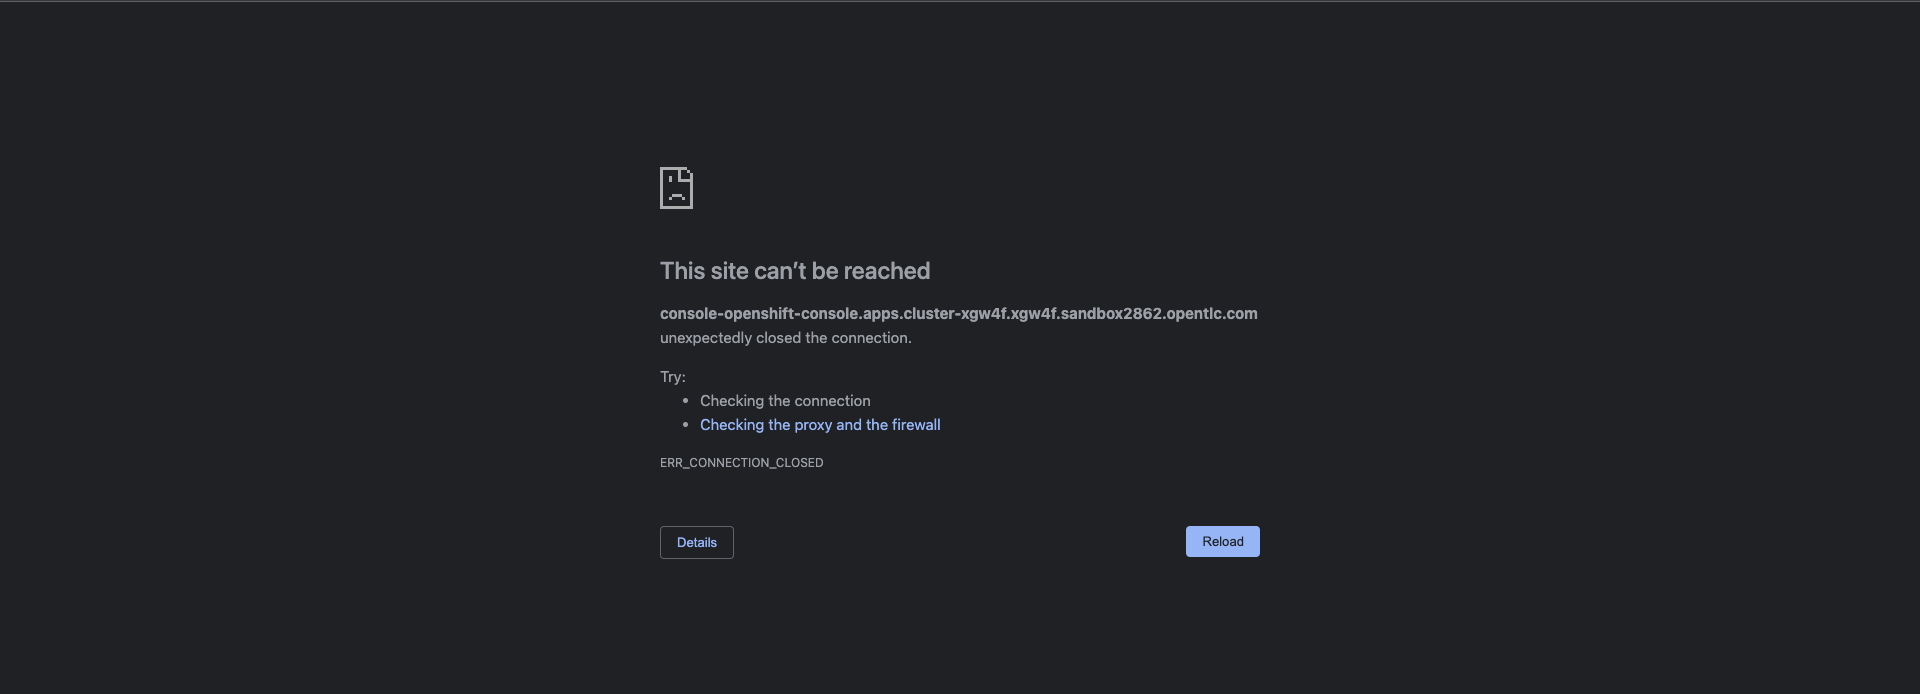 This site can’t be reached
console-openshift-console.apps.cluster-xgw4f.xgw4f.sandbox2862.opentlc.com
unexpectedly closed the connection.
Try:
• Checking the connection
• Checking the proxy and the firewall
ERR_CONNECTION_CLOSED
Details
Reload